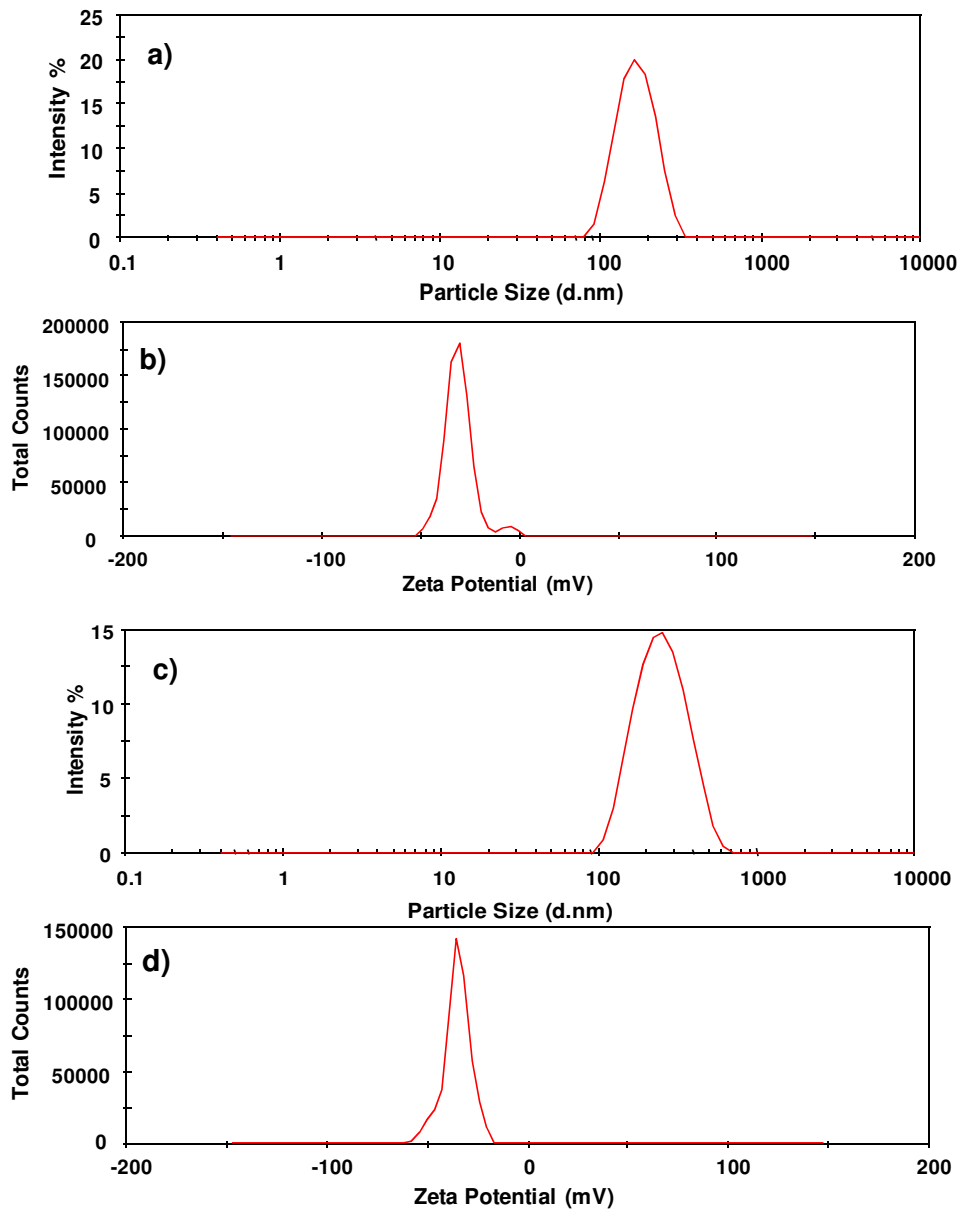 a)
Intensity %
25
20
15
10
5
0
0.1 1 10 100 1000 10000
Particle Size (d.nm)
b)
Total Counts
200000
150000
100000
50000
0
-200 -100 0 100 200
Zeta Potential (mV)
c)
Intensity %
15
10
5
0
0.1 1 10 100 1000 10000
Particle Size (d.nm)
d)
Total Counts
150000
100000
50000
0
-200 -100 0 100 200
Zeta Potential (mV)